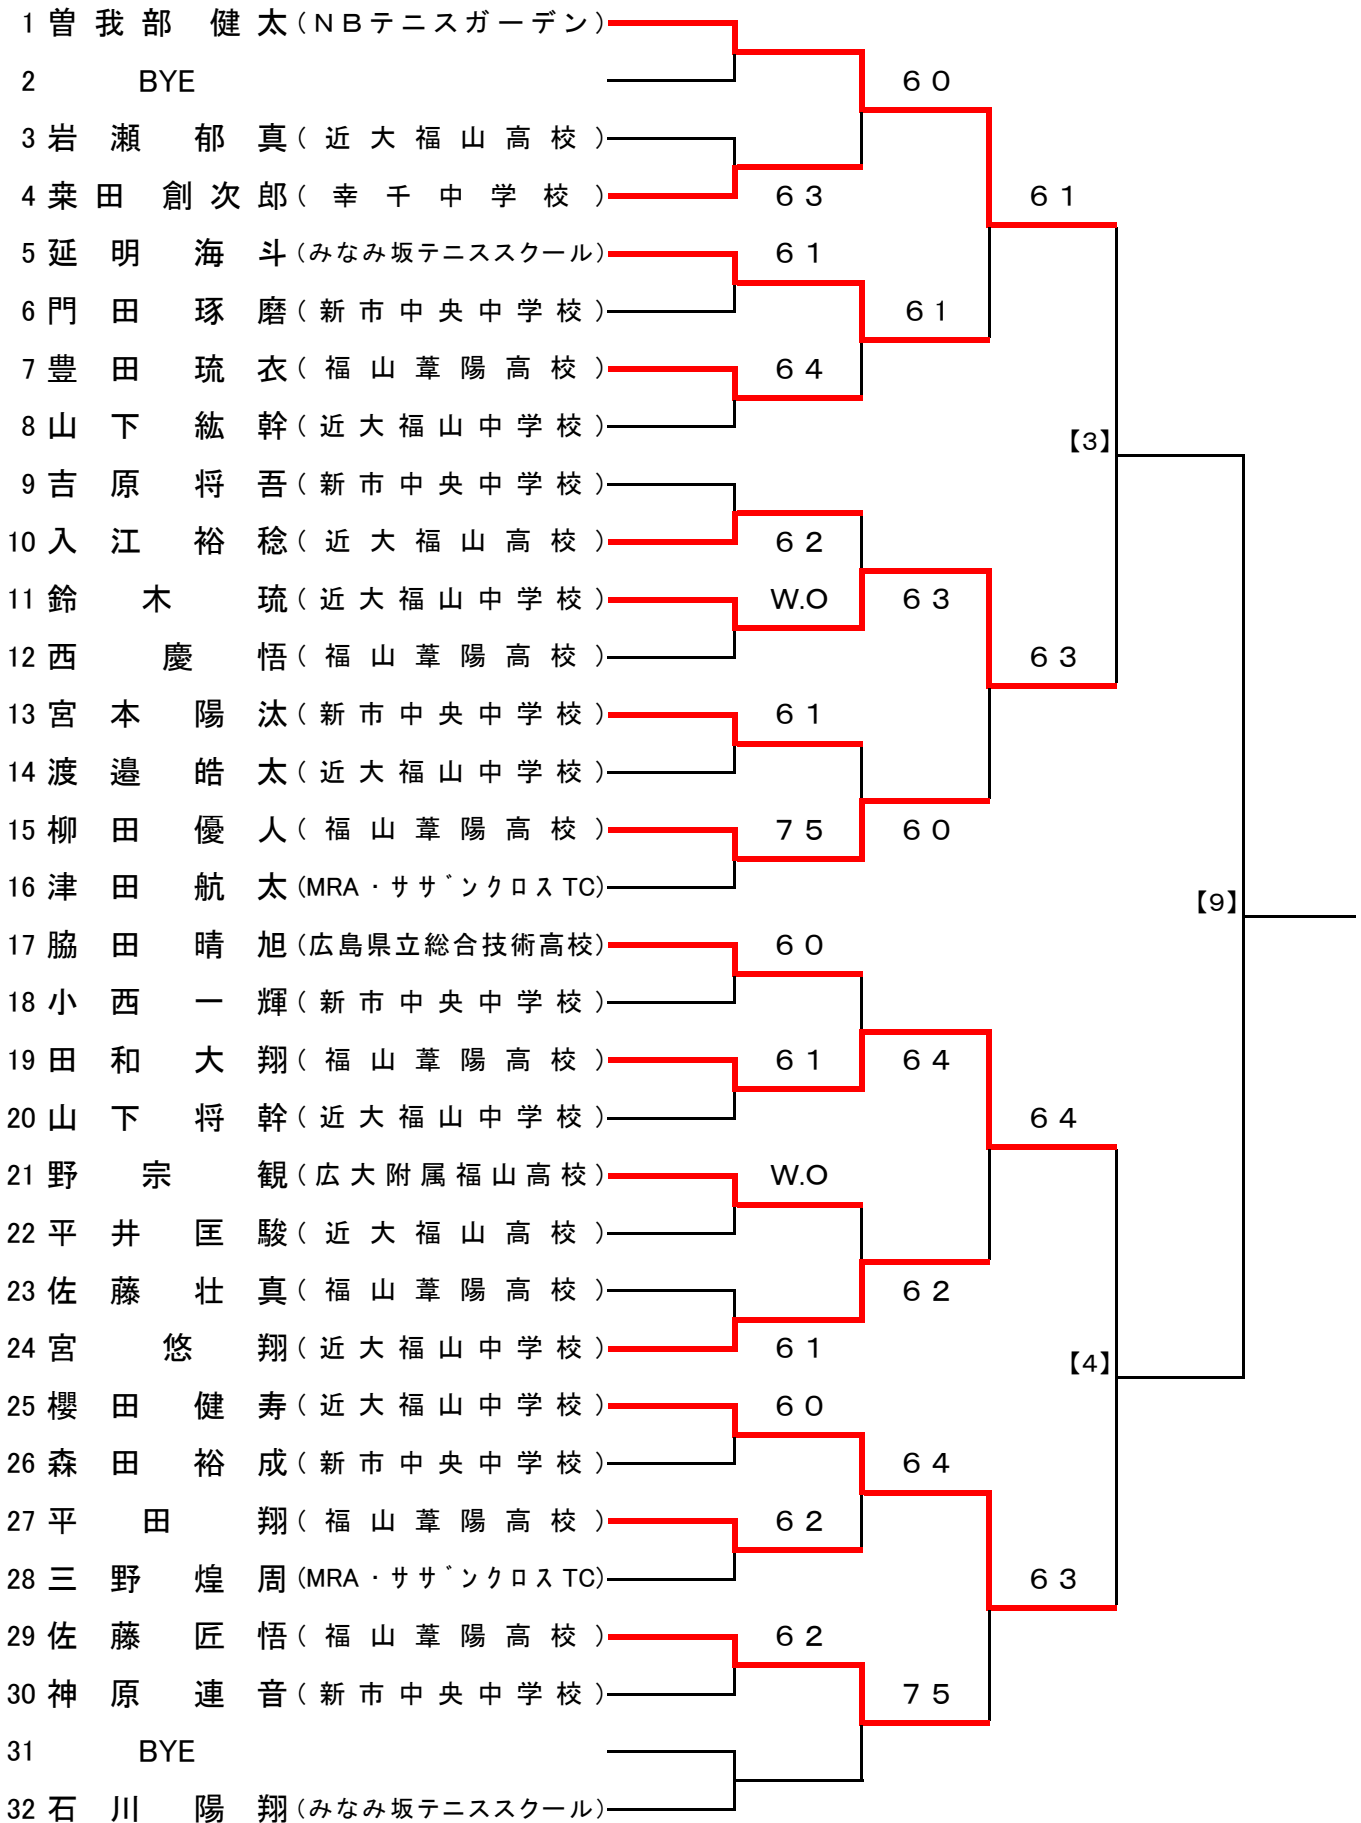 1 曽我部 健太 (NBテニスガーデン)
2 BYE 60
3 岩瀬 郁真 (近大福山高校)
4 桒田 創次郎 (幸千中学校) 63 61
5 延明 海斗 (みなみ坂テニススクール) 61
6 門田 琢磨 (新市中央中学校) 61
7 豊田 琉衣 (福山葦陽高校) 64
8 山下 紘幹 (近大福山中学校)
【3】
9 吉原 将吾 (新市中央中学校)
10 入江 裕稔 (近大福山高校) 62
11 鈴木 琉 (近大福山中学校) W.O 63
12 西 慶悟 (福山葦陽高校) 63
13 宮本 陽汰 (新市中央中学校) 61
14 渡邉 皓太 (近大福山中学校)
15 柳田 優人 (福山葦陽高校) 75 60
16 津田 航太 (MRA・ササ゛ンクロスTC)
【9】
17 脇田 晴旭 (広島県立総合技術高校) 60
18 小西 一輝 (新市中央中学校)
19 田和 大翔 (福山葦陽高校) 61 64
20 山下 将幹 (近大福山中学校) 64
21 野宗 観 (広大附属福山高校) W.O
22 平井 匡駿 (近大福山高校)
23 佐藤 壮真 (福山葦陽高校) 62
24 宮 悠翔 (近大福山中学校) 61
【4】
25 櫻田 健寿 (近大福山中学校) 60
26 森田 裕成 (新市中央中学校) 64
27 平田 翔 (福山葦陽高校) 62
28 三野 煌周 (MRA・ササ゛ンクロスTC) 63
29 佐藤 匠悟 (福山葦陽高校) 62
30 神原 連音 (新市中央中学校) 75
31 BYE
32 石川 陽翔 (みなみ坂テニススクール)